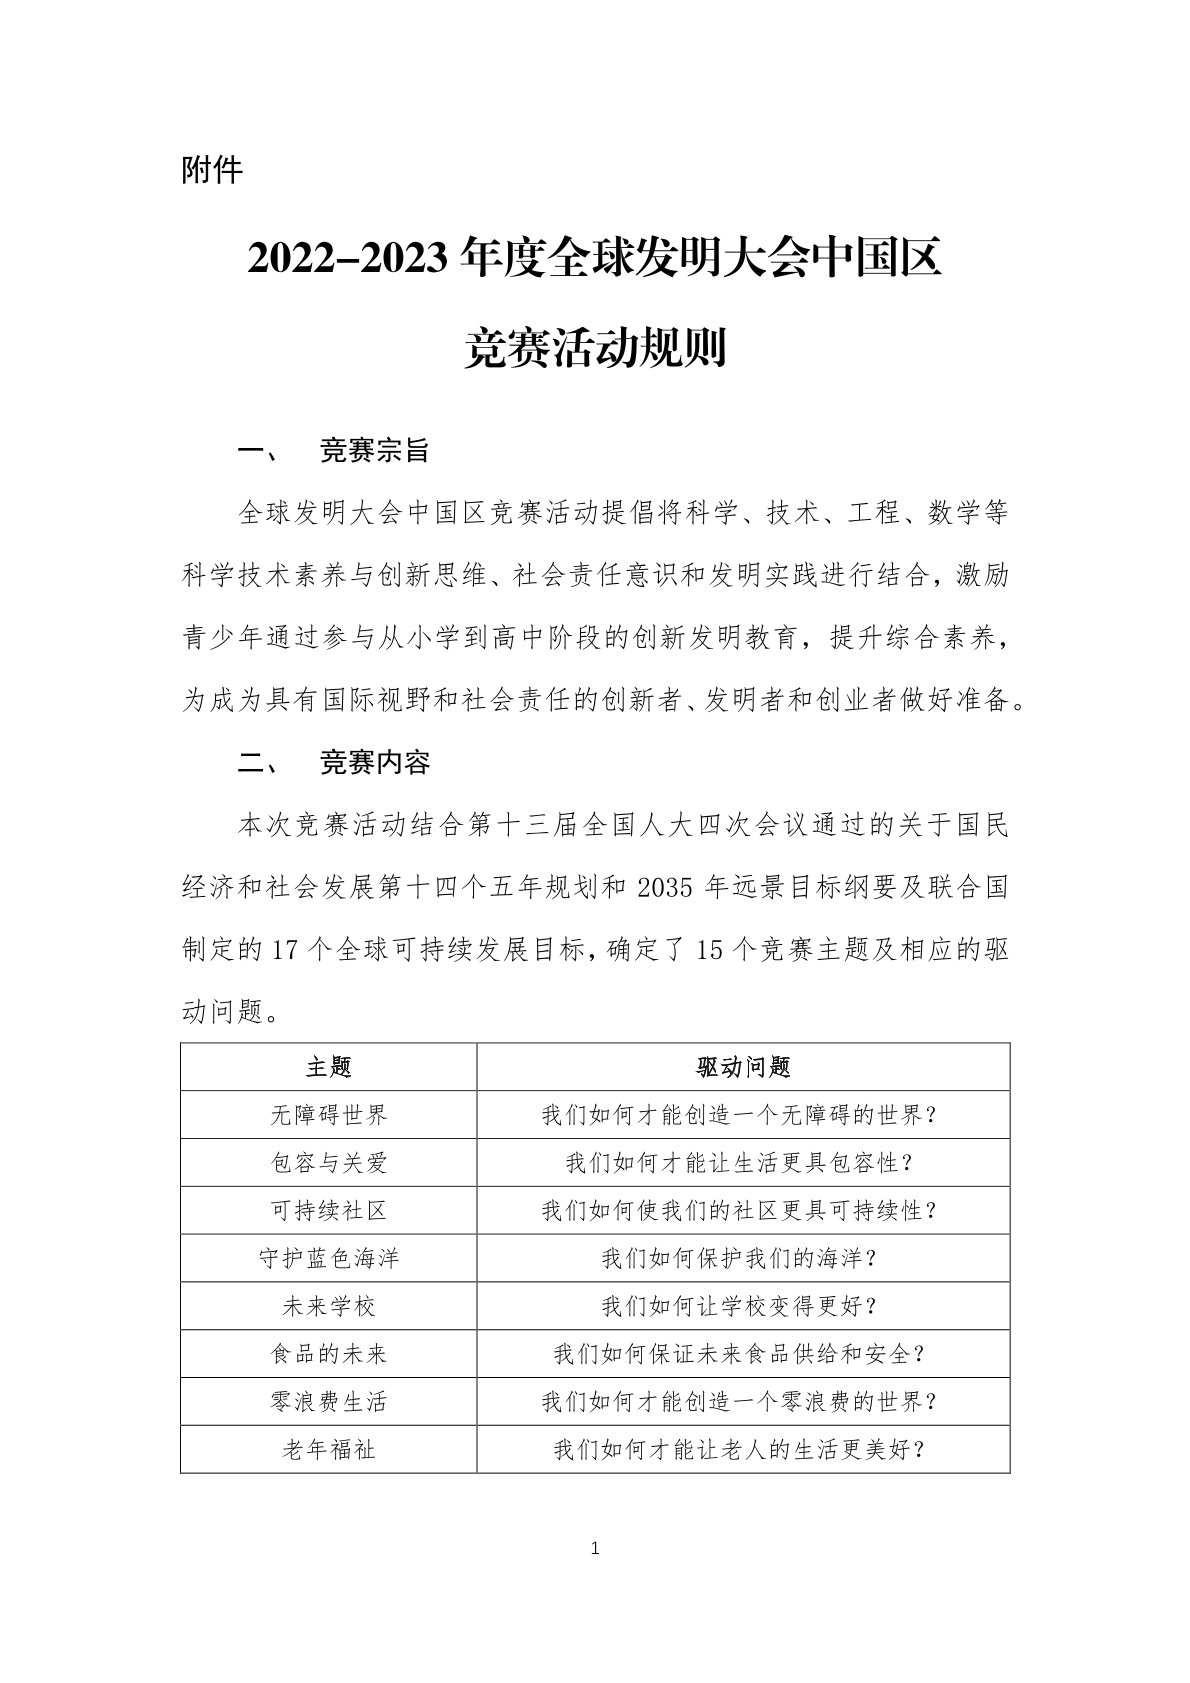 附件
2022-2023 年度全球发明大会中国区
竞赛活动规则
一、 竞赛宗旨
全球发明大会中国区竞赛活动提倡将科学、技术、工程、数学等
科学技术素养与创新思维、社会责任意识和发明实践进行结合，激励
青少年通过参与从小学到高中阶段的创新发明教育，提升综合素养，
为成为具有国际视野和社会责任的创新者、发明者和创业者做好准备。
二、 竞赛内容
本次竞赛活动结合第十三届全国人大四次会议通过的关于国民
经济和社会发展第十四个五年规划和 2035 年远景目标纲要及联合国
制定的 17 个全球可持续发展目标，确定了 15 个竞赛主题及相应的驱
动问题。
主题 驱动问题
无障碍世界 我们如何才能创造一个无障碍的世界？
包容与关爱 我们如何才能让生活更具包容性？
可持续社区 我们如何使我们的社区更具可持续性？
守护蓝色海洋 我们如何保护我们的海洋？
未来学校 我们如何让学校变得更好？
食品的未来 我们如何保证未来食品供给和安全？
零浪费生活 我们如何才能创造一个零浪费的世界？
老年福祉 我们如何才能让老人的生活更美好？
1